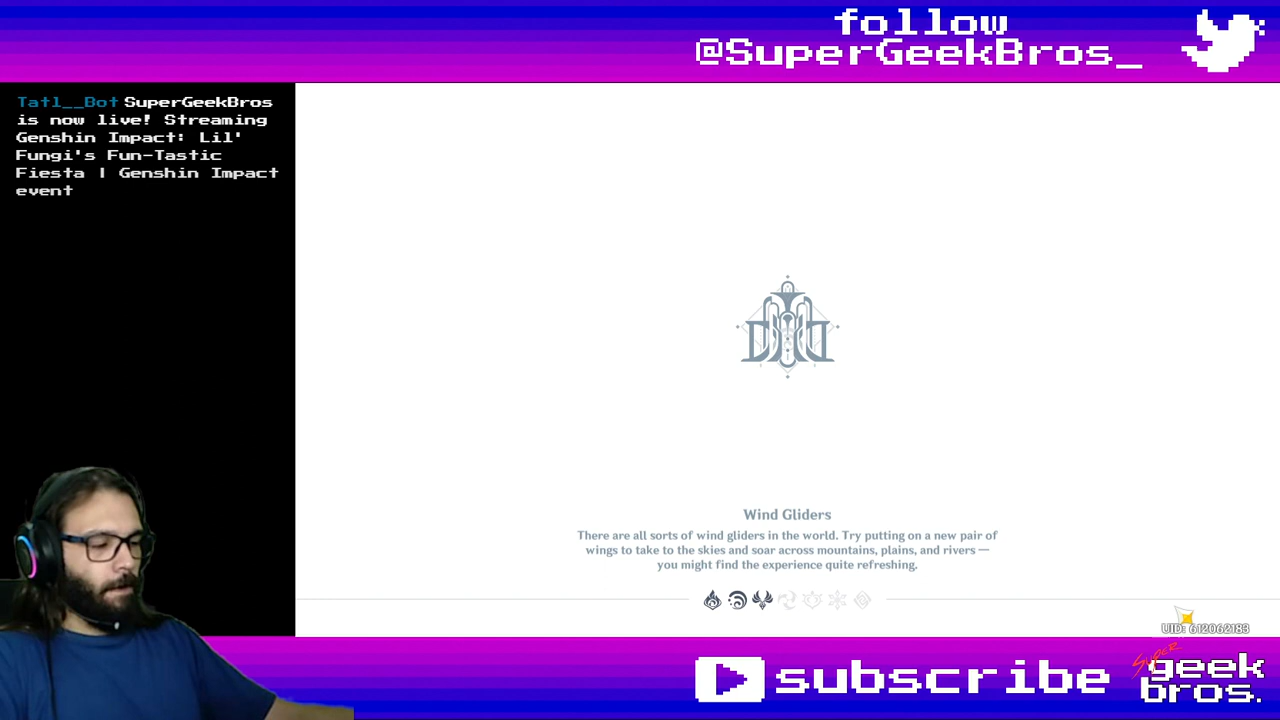 follow
@SuperGeekBros_
Tatl__Bot SuperGeekBros
is now live! Streaming
Genshin Impact: Lil'
Fungi's Fun-Tastic
Fiesta | Genshin Impact
event
Wind Gliders
There are all sorts of wind gliders in the world. Try putting on a new pair of
wings to take to the skies and soar across mountains, plains, and rivers —
you might find the experience quite refreshing.
UID: 612062183
subscribe
super
geek
bros.